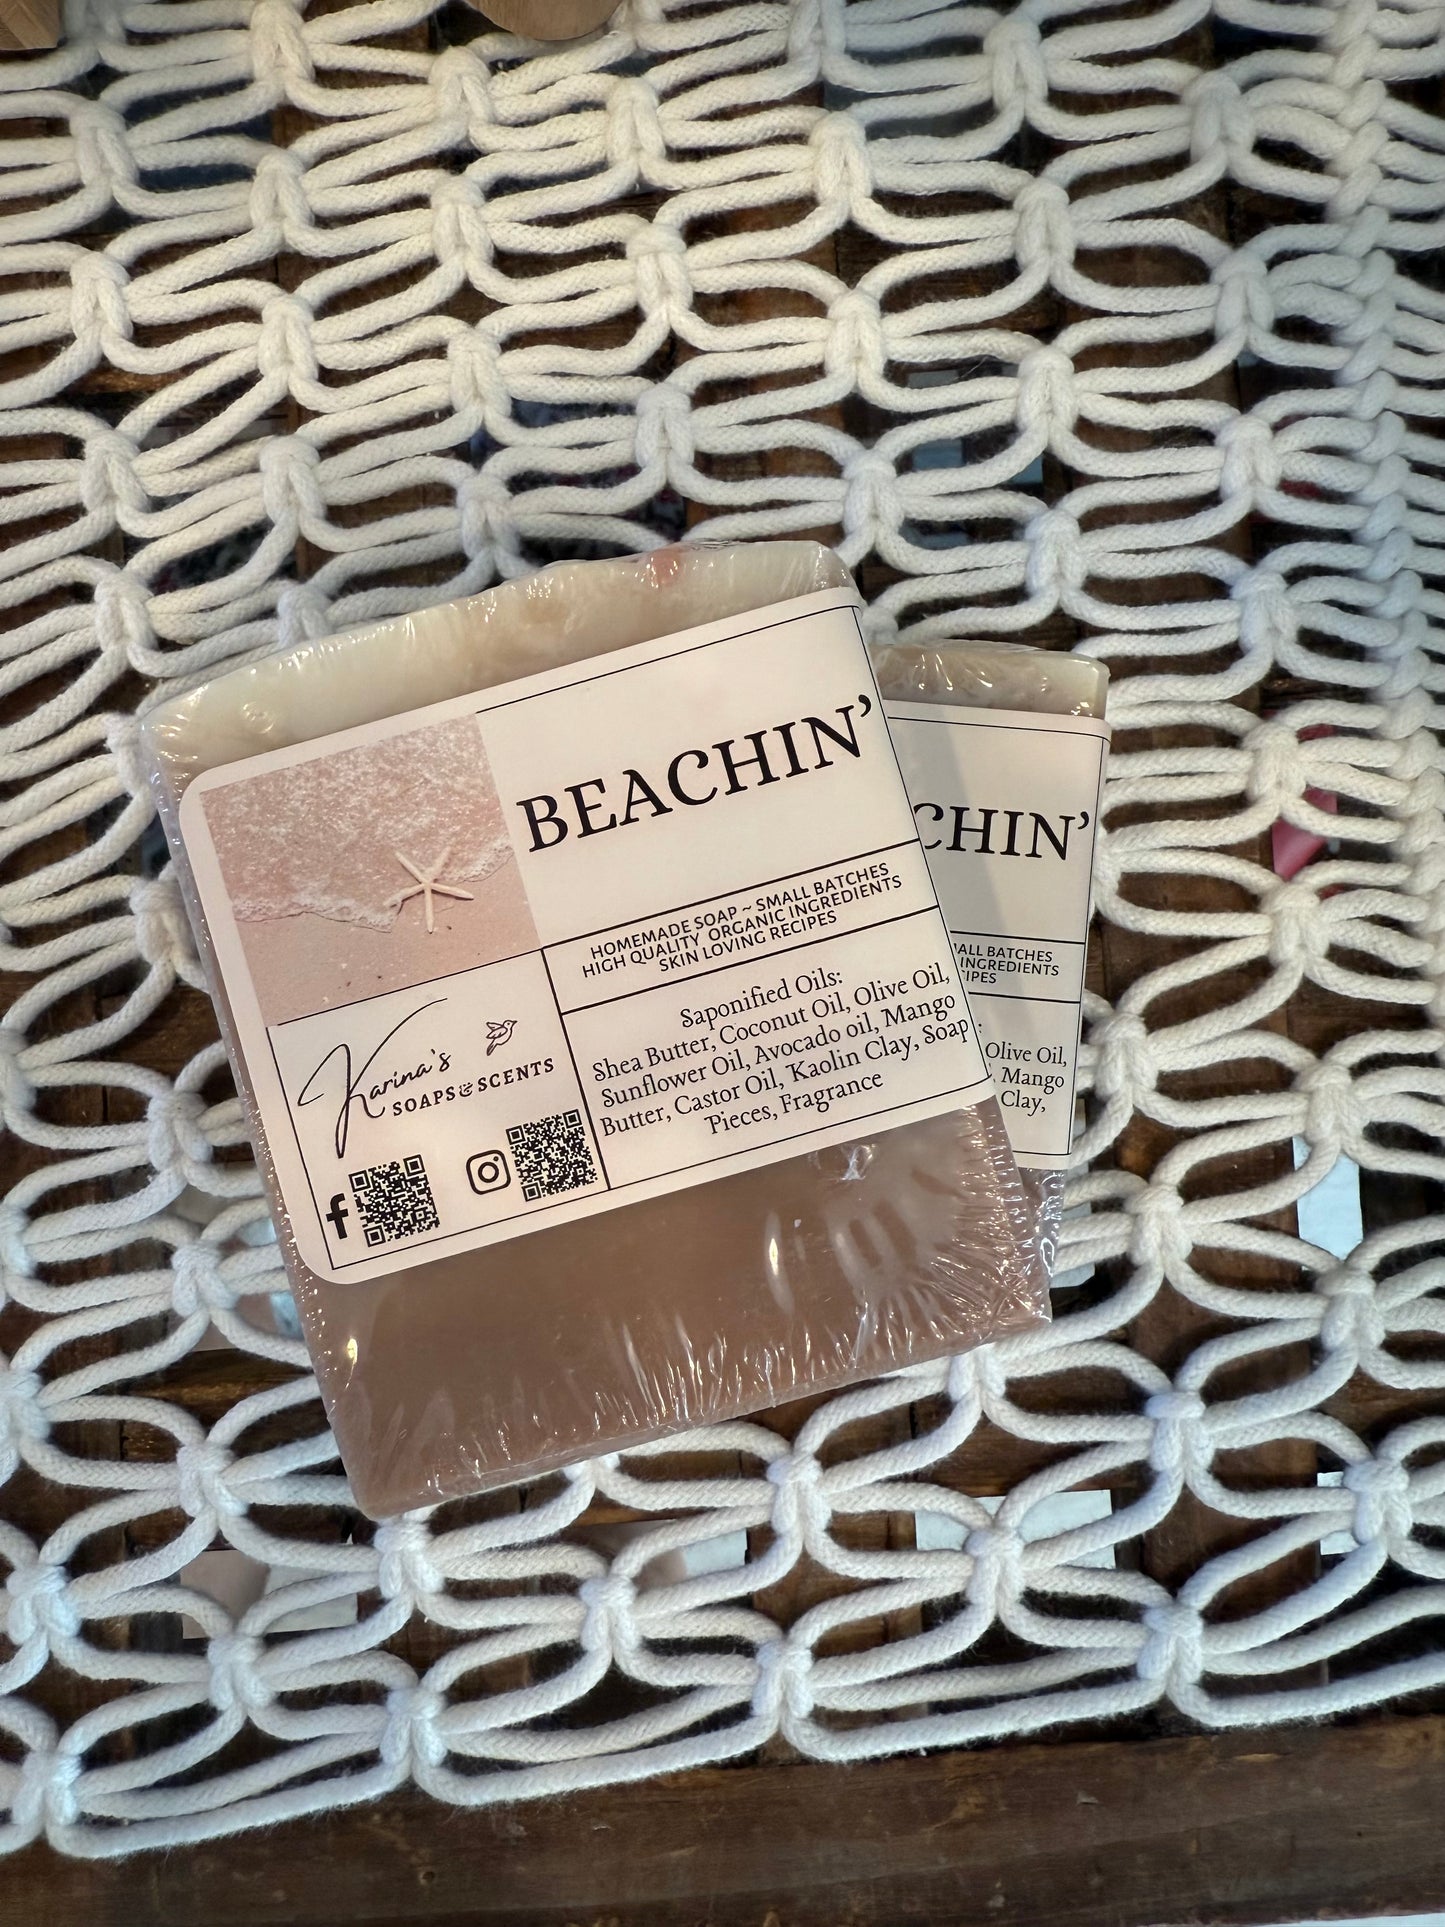 BEACHIN'
HOMEMADE SOAP ~ SMALL BATCHES
HIGH QUALITY ORGANIC INGREDIENTS
SKIN LOVING RECIPES
Saponified Oils:
Shea Butter, Coconut Oil, Olive Oil,
Sunflower Oil, Avocado oil, Mango
Butter, Castor Oil, Kaolin Clay, Soap
Pieces, Fragrance
Karina's
SOAPS & SCENTS
CHIN'
ALL BATCHES
INGREDIENTS
IPES
:
Olive Oil,
, Mango
Clay,